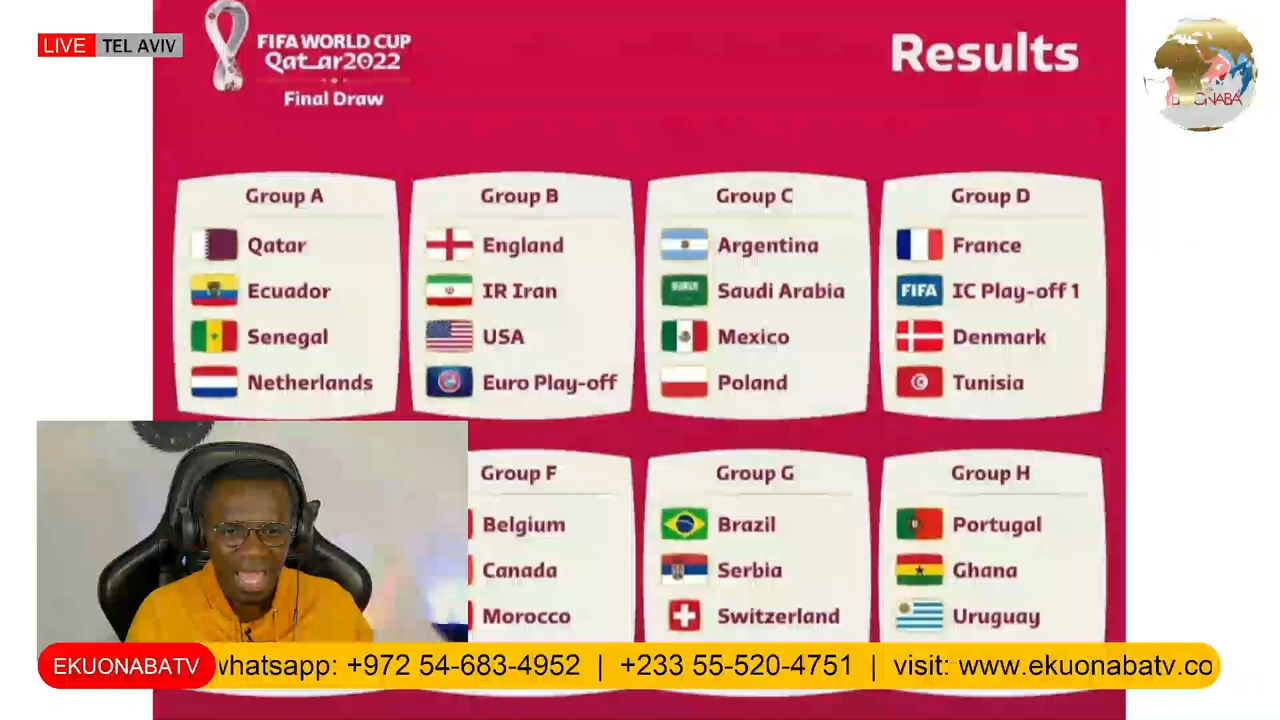 LIVE TEL AVIV
FIFA WORLD CUP
Qatar2022
Final Draw
Results
EKUONABA
Group A
Qatar
Ecuador
Senegal
Netherlands
Group B
England
IR Iran
USA
Euro Play-off
Group C
Argentina
Saudi Arabia
Mexico
Poland
Group D
France
FIFA IC Play-off 1
Denmark
Tunisia
Group F
Belgium
Canada
Morocco
Group G
Brazil
Serbia
Switzerland
Group H
Portugal
Ghana
Uruguay
EKUONABATV whatsapp: +972 54-683-4952 | +233 55-520-4751 | visit: www.ekuonabatv.co